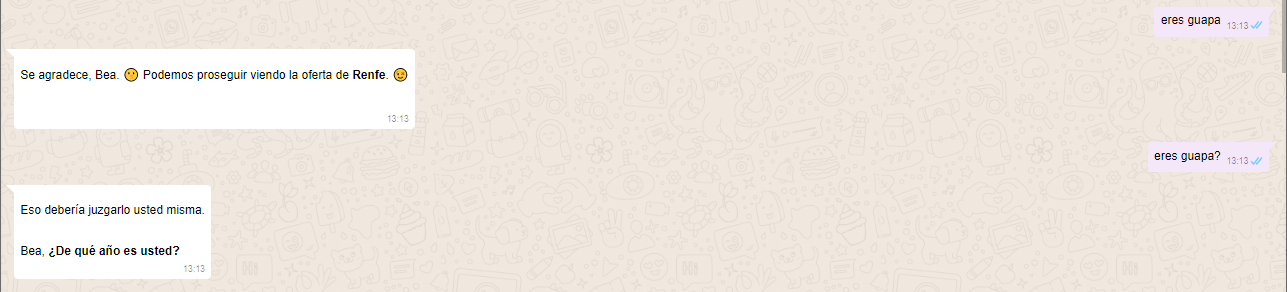 eres guapa 13:13
Se agradece, Bea. 😶 Podemos proseguir viendo la oferta de Renfe. 😉
13:13
eres guapa? 13:13
Eso debería juzgarlo usted misma.
Bea, ¿De qué año es usted?
13:13